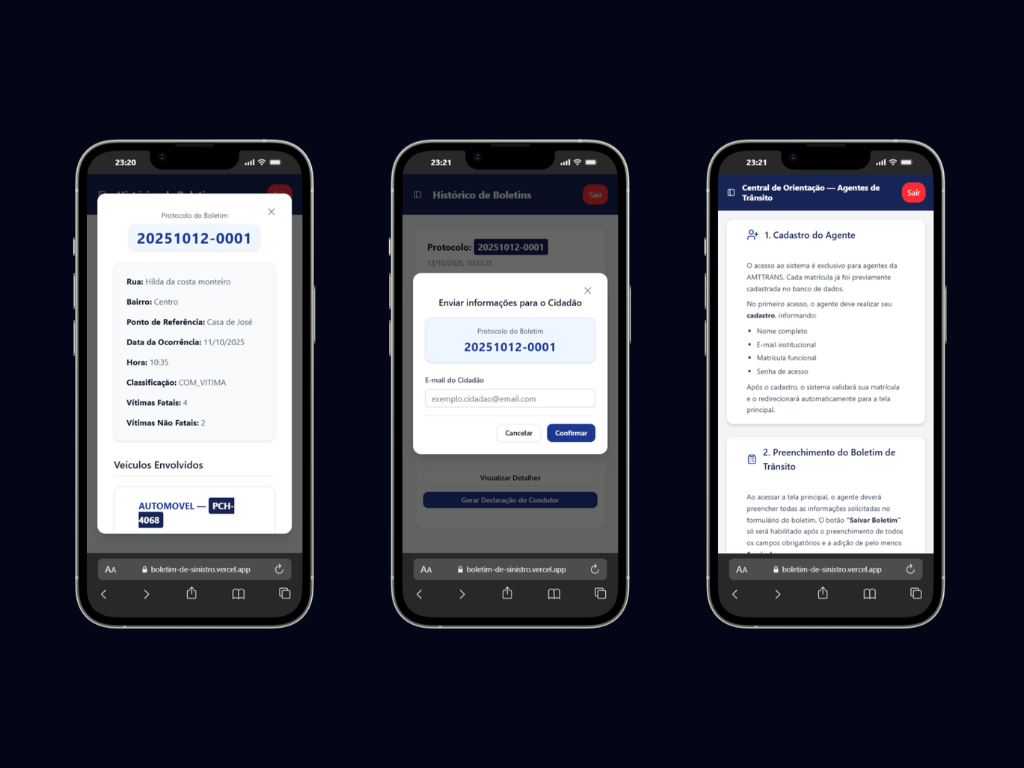 23:20
Protocolo do Boletim
20251012-0001
Rua: Hilda da costa monteiro
Bairro: Centro
Ponto de Referência: Casa de José
Data da Ocorrência: 11/10/2025
Hora: 10:35
Classificação: COM_VITIMA
Vítimas Fatais: 4
Vítimas Não Fatais: 2
Veículos Envolvidos
AUTOMOVEL — PCH-
4068
AA boletim-de-sinistro.vercel.app
23:21
Histórico de Boletins
Sair
Protocolo: 20251012-0001
12/10/2025, 10:37:25
Enviar informações para o Cidadão
Protocolo do Boletim
20251012-0001
E-mail do Cidadão
exemplo.cidadao@email.com
Cancelar
Confirmar
Visualizar Detalhes
Gerar Declaração do Condutor
AA boletim-de-sinistro.vercel.app
23:21
Central de Orientação — Agentes de
Trânsito
Sair
1. Cadastro do Agente
O acesso ao sistema é exclusivo para agentes da
AMTTRANS. Cada matrícula já foi previamente
cadastrada no banco de dados.
No primeiro acesso, o agente deve realizar seu
cadastro, informando:
• Nome completo
• E-mail institucional
• Matrícula funcional
• Senha de acesso
Após o cadastro, o sistema validará sua matrícula
e o redirecionará automaticamente para a tela
principal.
2. Preenchimento do Boletim de
Trânsito
Ao acessar a tela principal, o agente deverá
preencher todas as informações solicitadas no
formulário do boletim. O botão "Salvar Boletim"
só será habilitado após o preenchimento de todos
os campos obrigatórios e a adição de pelo menos
AA boletim-de-sinistro.vercel.app